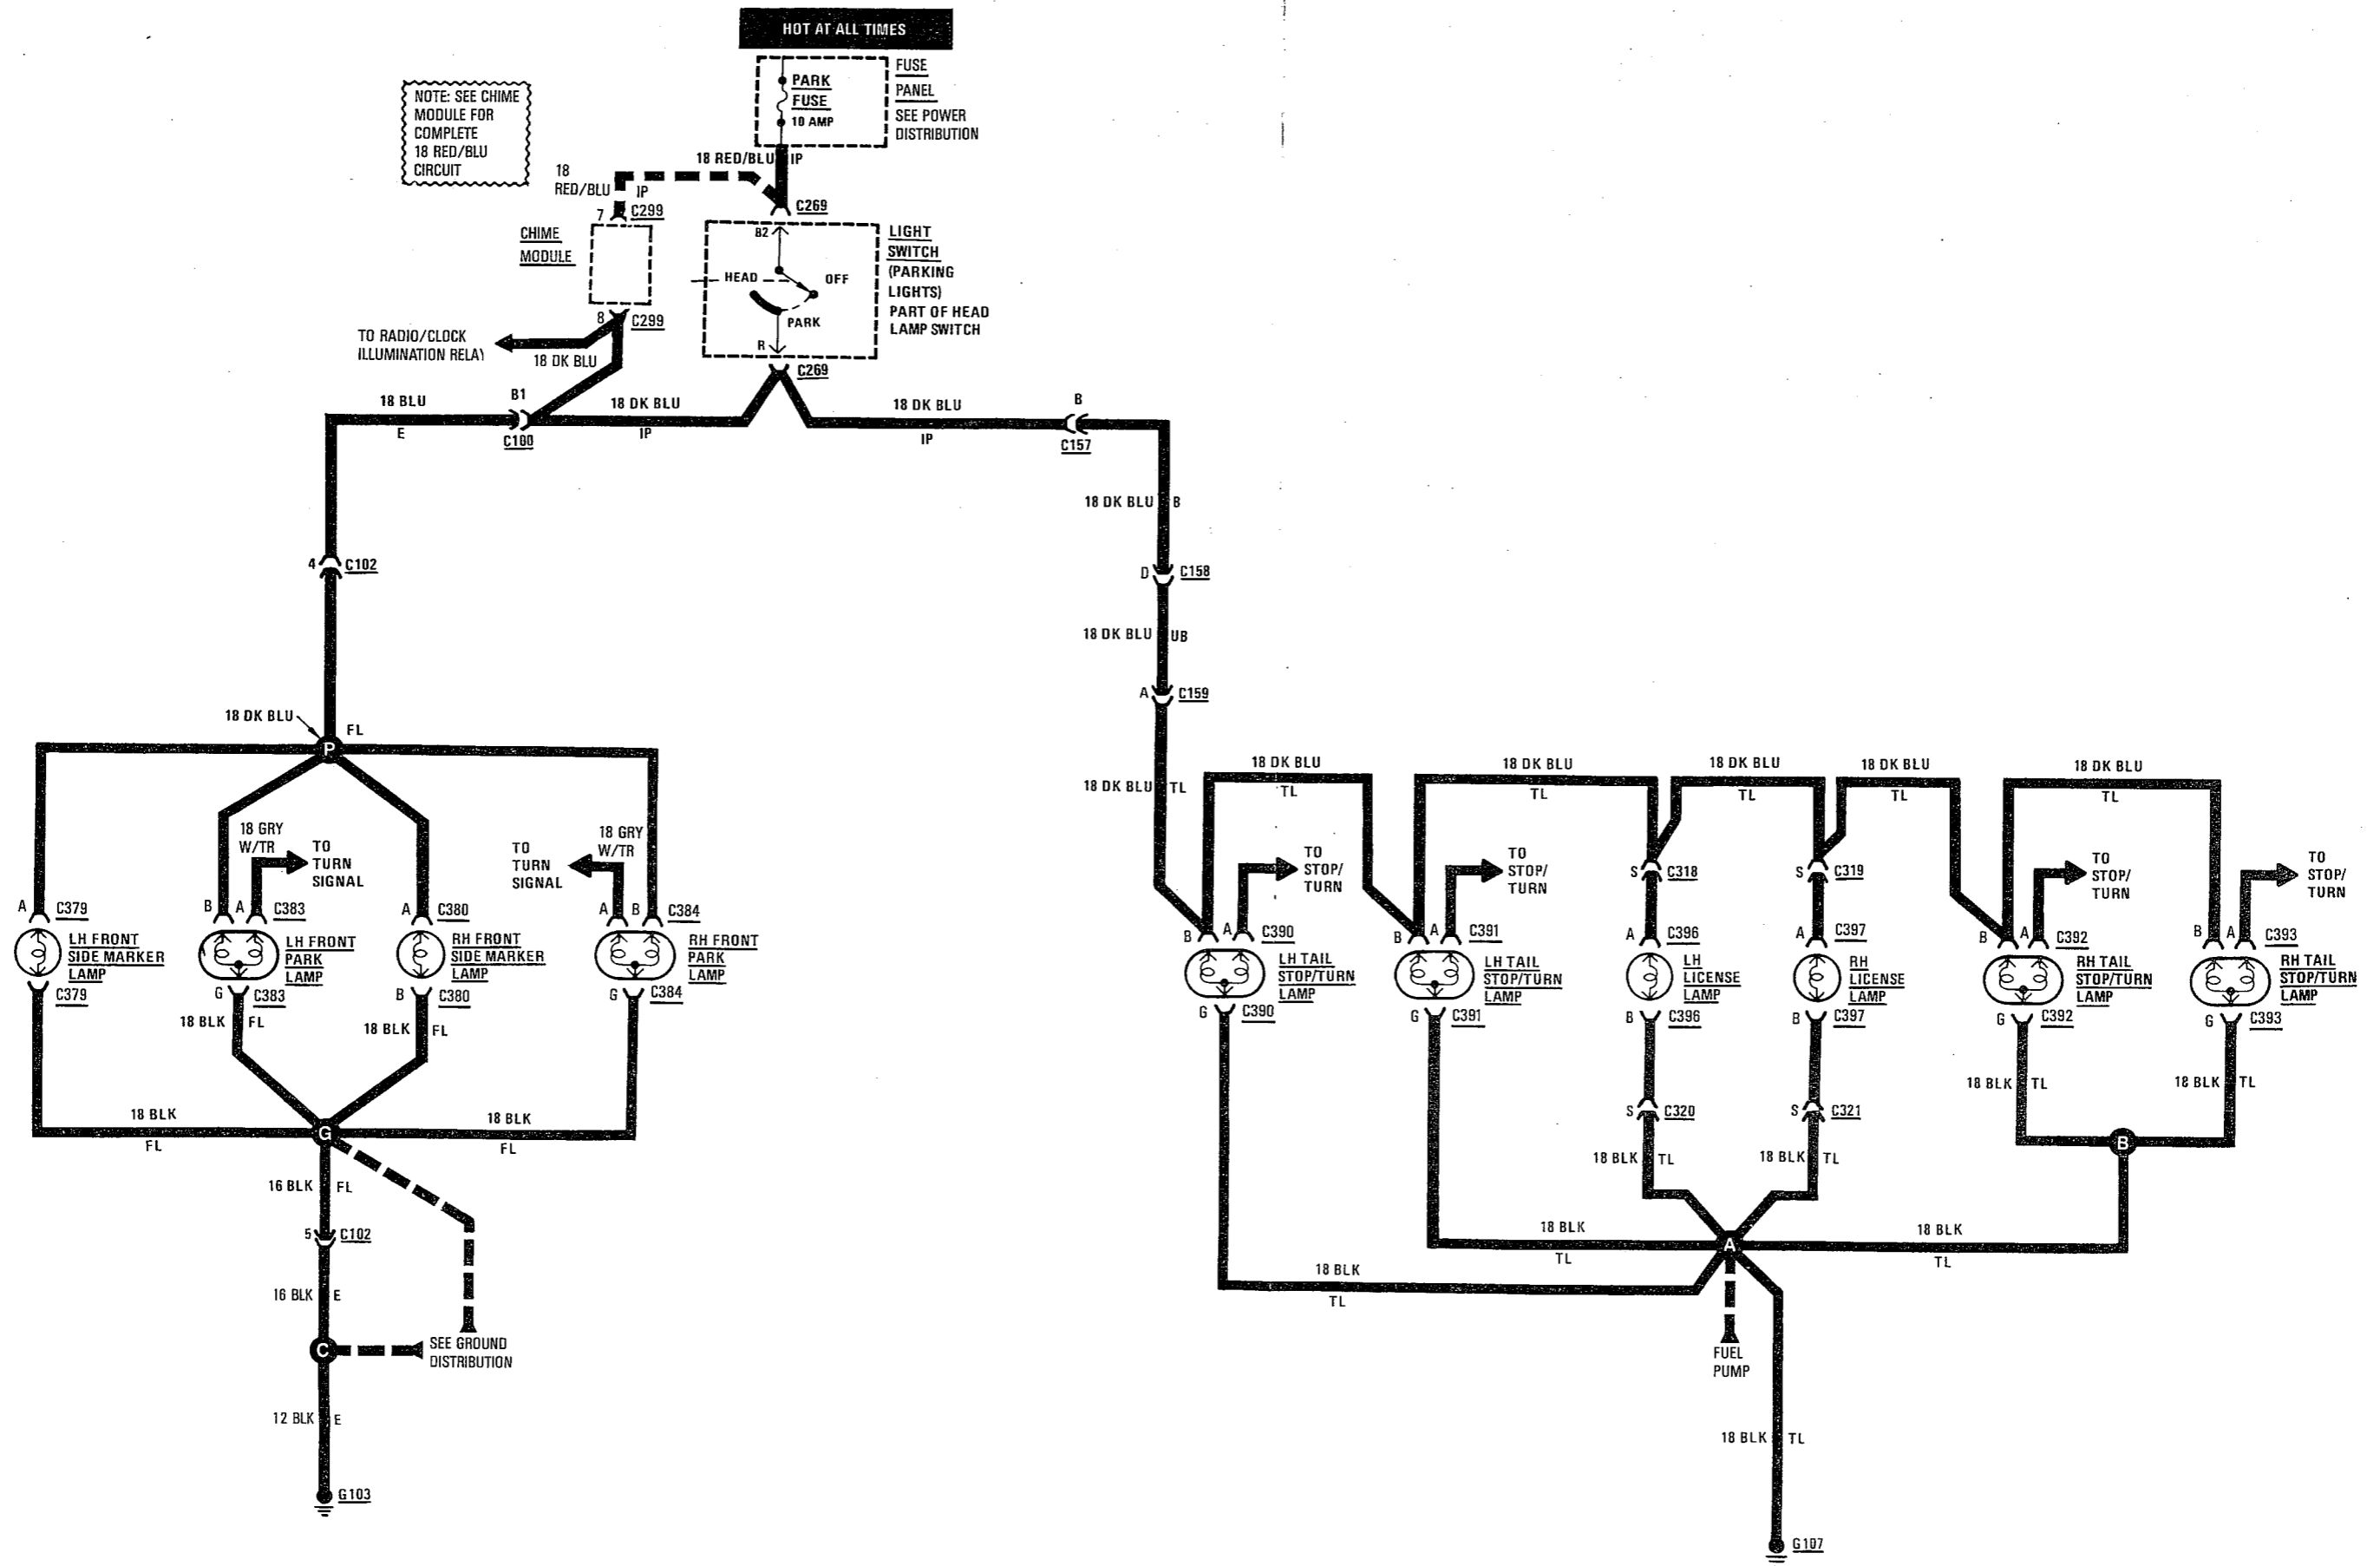 HOT AT ALL TIMES
PARK
FUSE
10 AMP
FUSE
PANEL
SEE POWER
DISTRIBUTION
NOTE: SEE CHIME
MODULE FOR
COMPLETE
18 RED/BLU
CIRCUIT
18 RED/BLU
IP
18
RED/BLU
IP
7
C299
C269
CHIME
MODULE
B2
HEAD
OFF
PARK
R
LIGHT
SWITCH
(PARKING
LIGHTS)
PART OF HEAD
LAMP SWITCH
8
C299
TO RADIO/CLOCK
ILLUMINATION RELAY
18 DK BLU
C269
18 BLU
E
B1
C100
18 DK BLU
IP
18 DK BLU
IP
B
C157
18 DK BLU
B
4
C102
D
C158
18 DK BLU
UB
A
C159
18 DK BLU
FL
P
18 DK BLU
TL
18 DK BLU
TL
18 DK BLU
TL
18 DK BLU
TL
18 DK BLU
TL
18 DK BLU
TL
18 GRY
W/TR
TO
TURN
SIGNAL
TO
TURN
SIGNAL
18 GRY
W/TR
TO
STOP/
TURN
TO
STOP/
TURN
S
C318
S
C319
TO
STOP/
TURN
TO
STOP/
TURN
A
C379
B
A
C383
A
C380
A
B
C384
LH FRONT
SIDE MARKER
LAMP
LH FRONT
PARK
LAMP
RH FRONT
SIDE MARKER
LAMP
RH FRONT
PARK
LAMP
C379
G
C383
B
C380
G
C384
B
A
C390
B
A
C391
A
C396
A
C397
B
A
C392
B
A
C393
LH TAIL
STOP/TURN
LAMP
LH TAIL
STOP/TURN
LAMP
LH
LICENSE
LAMP
RH
LICENSE
LAMP
RH TAIL
STOP/TURN
LAMP
RH TAIL
STOP/TURN
LAMP
G
C390
G
C391
B
C396
B
C397
G
C392
G
C393
18 BLK
FL
18 BLK
FL
18 BLK
TL
18 BLK
TL
18 BLK
FL
G
18 BLK
FL
S
C320
S
C321
B
18 BLK
TL
18 BLK
TL
16 BLK
FL
5
C102
18 BLK
TL
A
18 BLK
TL
18 BLK
TL
16 BLK
E
C
SEE GROUND
DISTRIBUTION
FUEL
PUMP
12 BLK
E
18 BLK
TL
G103
G107